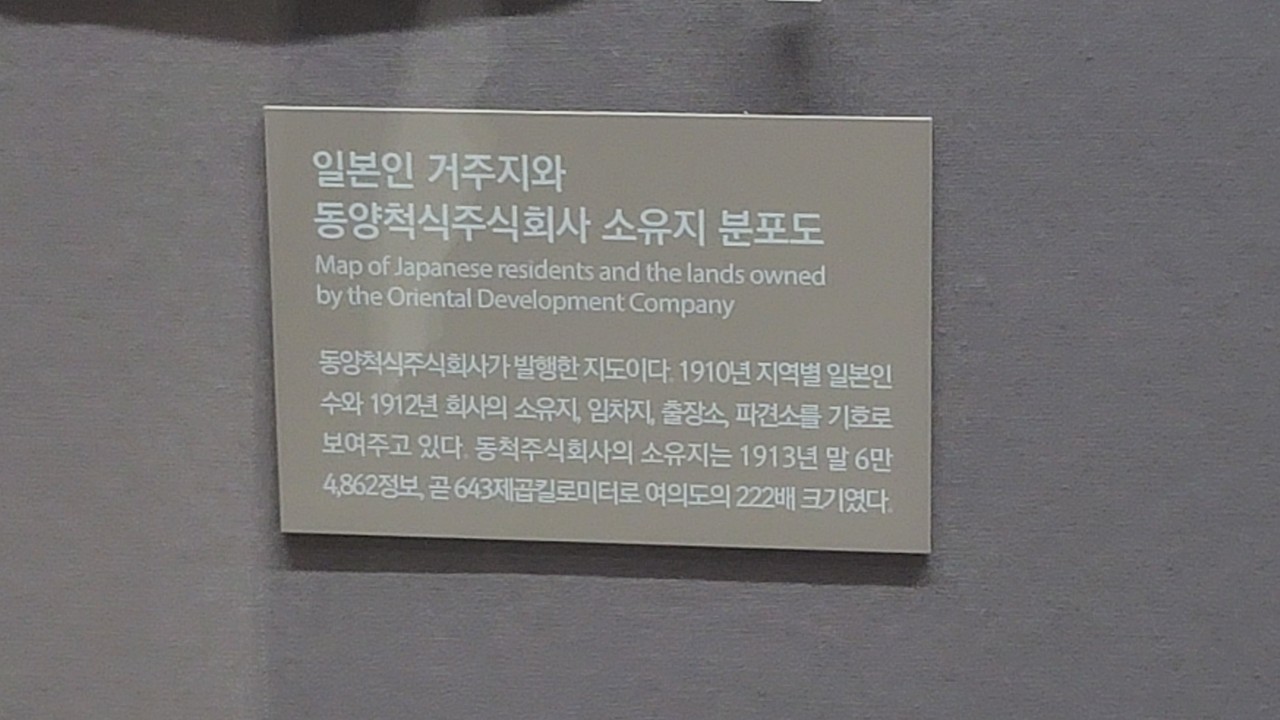 일본인 거주지와
동양척식주식회사 소유지 분포도
Map of Japanese residents and the lands owned
by the Oriental Development Company
동양척식주식회사가 발행한 지도이다. 1910년 지역별 일본인
수와 1912년 회사의 소유지, 임차지, 출장소, 파견소를 기호로
보여주고 있다. 동척주식회사의 소유지는 1913년 말 6만
4,862정보, 곧 643제곱킬로미터로 여의도의 222배 크기였다.